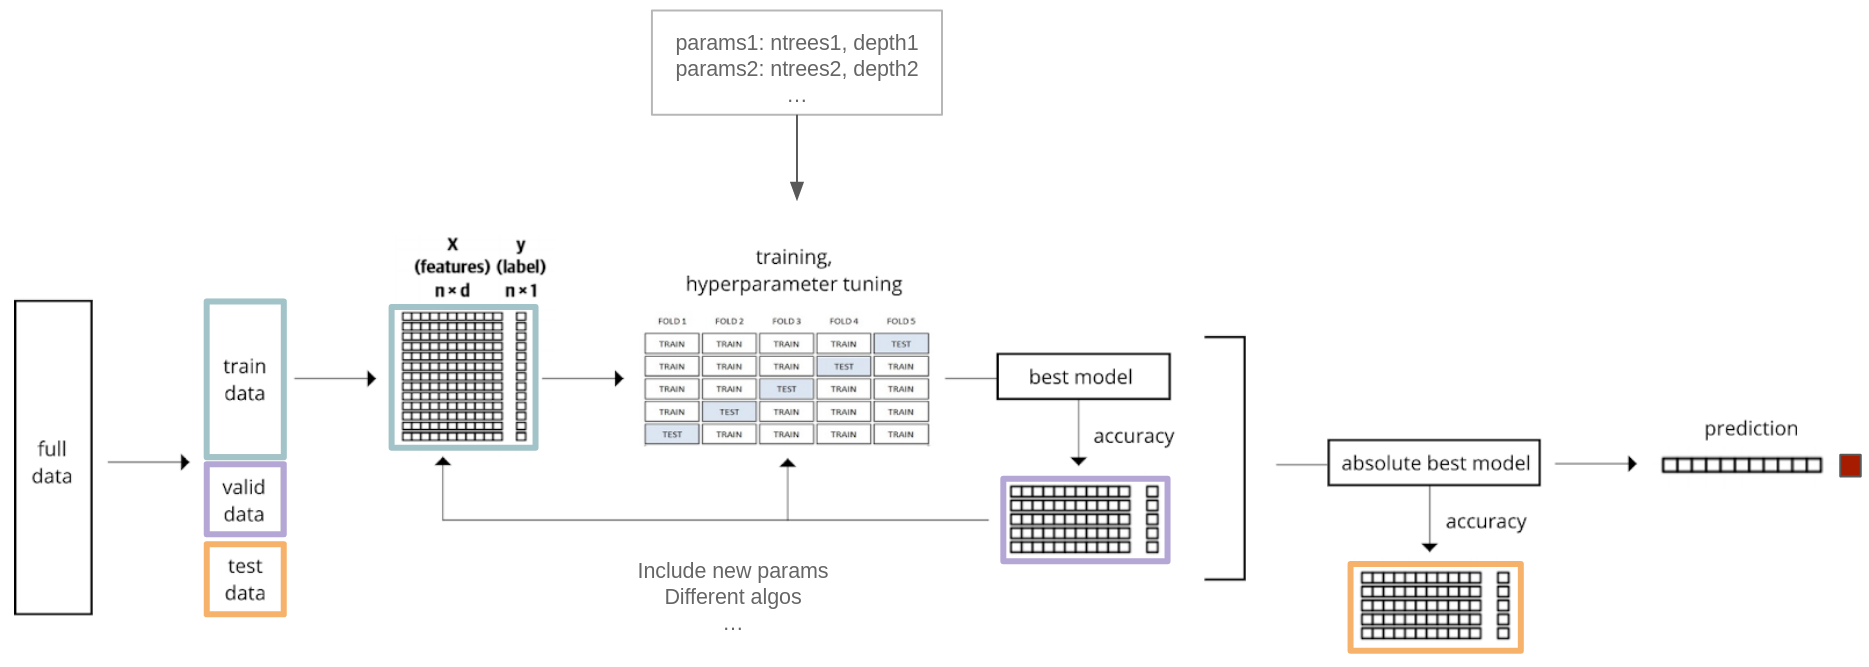 params1: ntrees1, depth1
params2: ntrees2, depth2
...
X y
(features) (label)
n × d n × 1
training,
hyperparameter tuning
FOLD 1 FOLD 2 FOLD 3 FOLD 4 FOLD 5
TRAIN TRAIN TRAIN TRAIN TEST
TRAIN TRAIN TRAIN TEST TRAIN
TRAIN TRAIN TEST TRAIN TRAIN
TRAIN TEST TRAIN TRAIN TRAIN
TEST TRAIN TRAIN TRAIN TRAIN
full
data
train
data
valid
data
test
data
best model
accuracy
Include new params
Different algos
...
absolute best model
accuracy
prediction